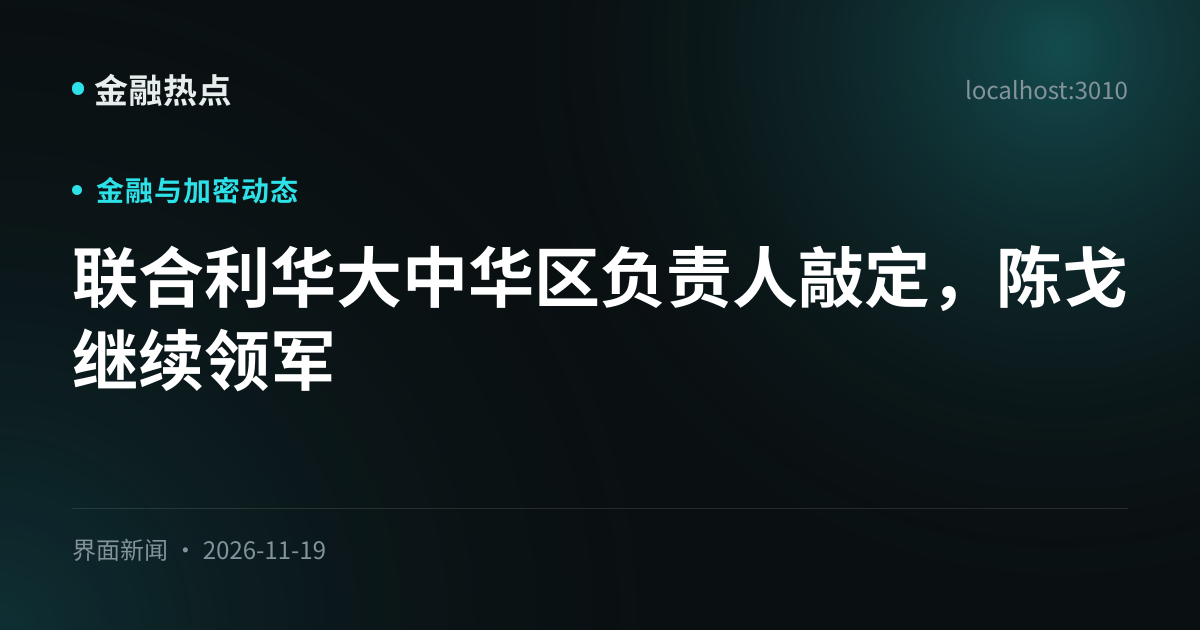 金融热点
localhost:3010
金融与加密动态
联合利华大中华区负责人敲定，陈戈
继续领军
界面新闻 • 2026-11-19